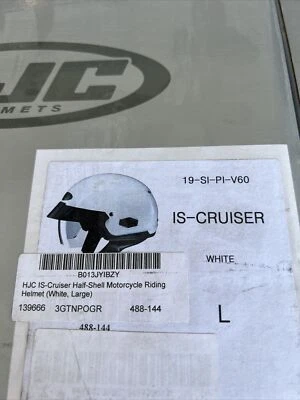 HJC
HELMETS
19-SI-PI-V60
IS-CRUISER
WHITE
B013JYIBZY
HJC IS-Cruiser Half-Shell Motorcycle Riding
Helmet (White, Large)
139666 3GTNPOGR 488-144
L
488-144